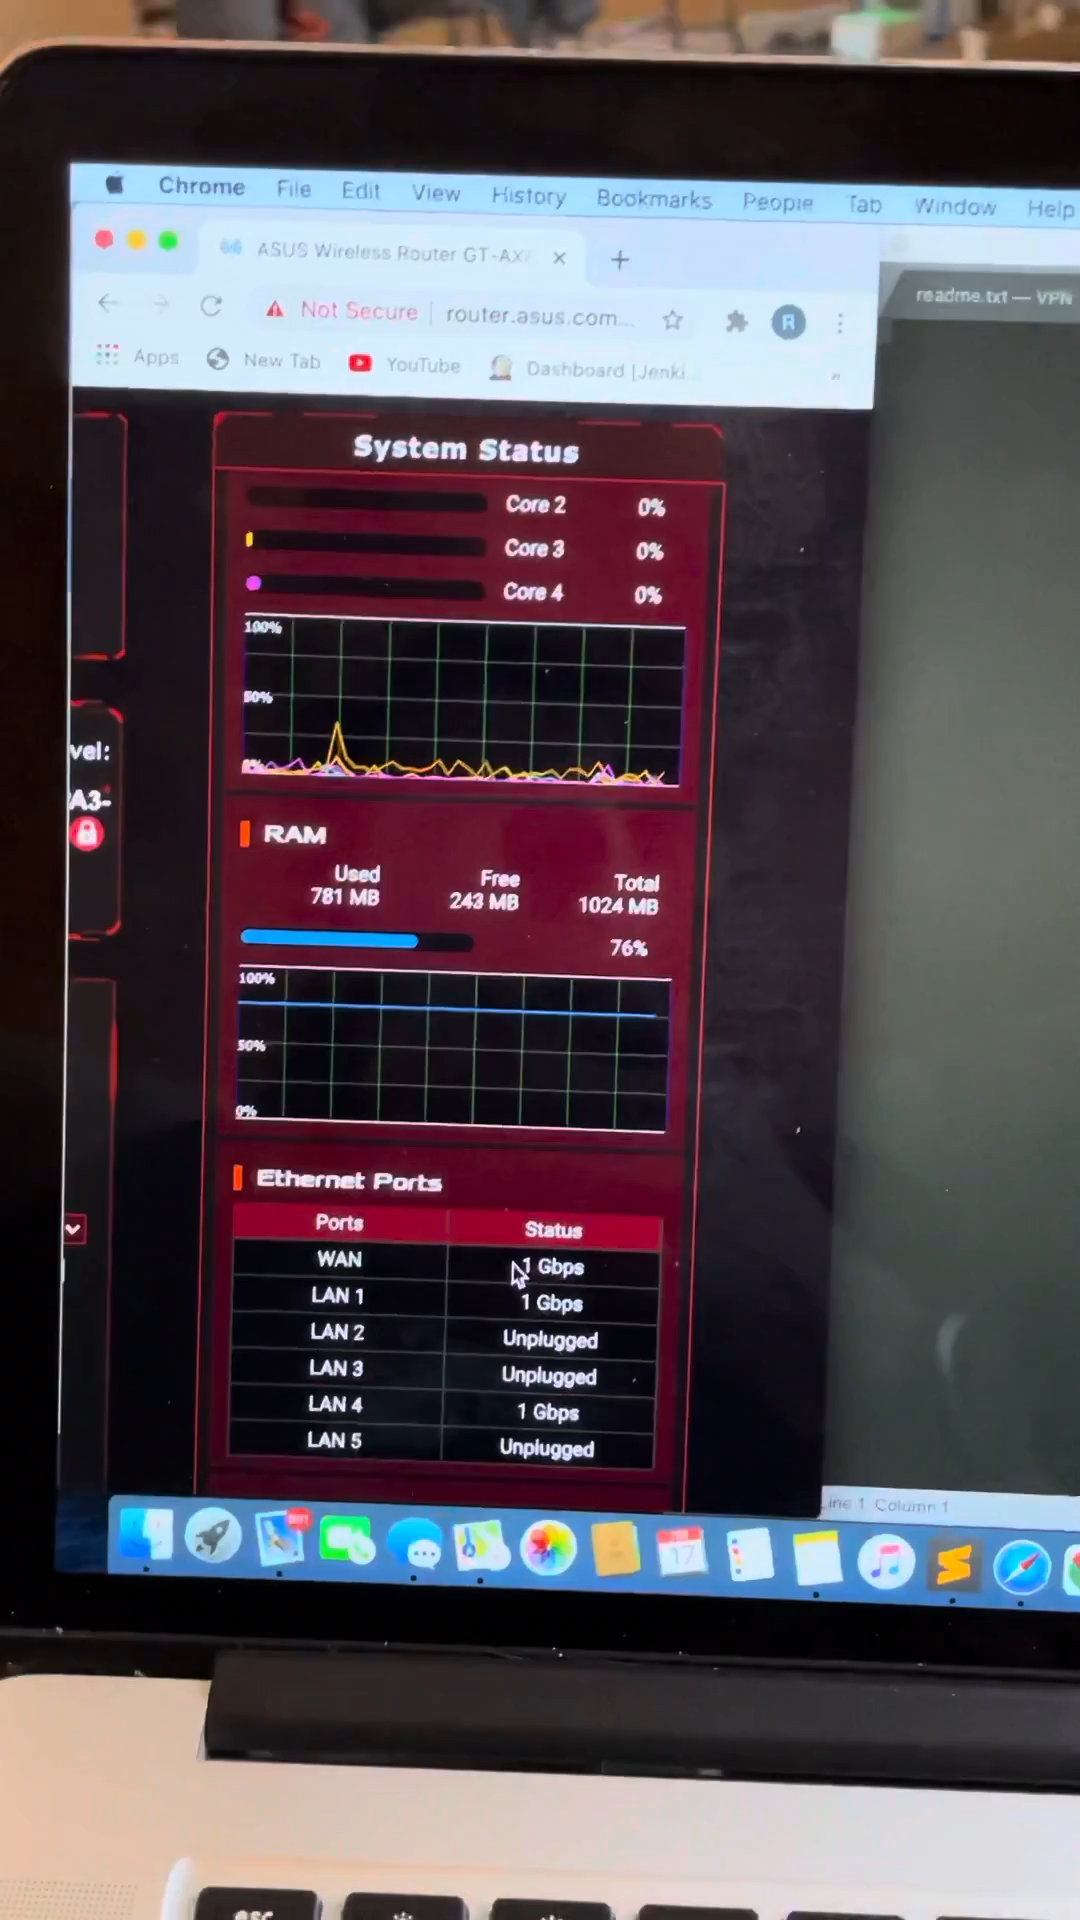 Chrome File Edit View History Bookmarks People Tab Window Help
ASUS Wireless Router GT-AX
readme.txt — VPN
Not Secure router.asus.com...
R
Apps New Tab YouTube Dashboard [Jenki...
System Status
Core 2 0%
Core 3 0%
Core 4 0%
100%
50%
0%
vel:
A3-
RAM
Used Free Total
781 MB 243 MB 1024 MB
76%
100%
50%
0%
Ethernet Ports
Ports Status
WAN 1 Gbps
LAN 1 1 Gbps
LAN 2 Unplugged
LAN 3 Unplugged
LAN 4 1 Gbps
LAN 5 Unplugged
Line 1 Column 1
17
esc